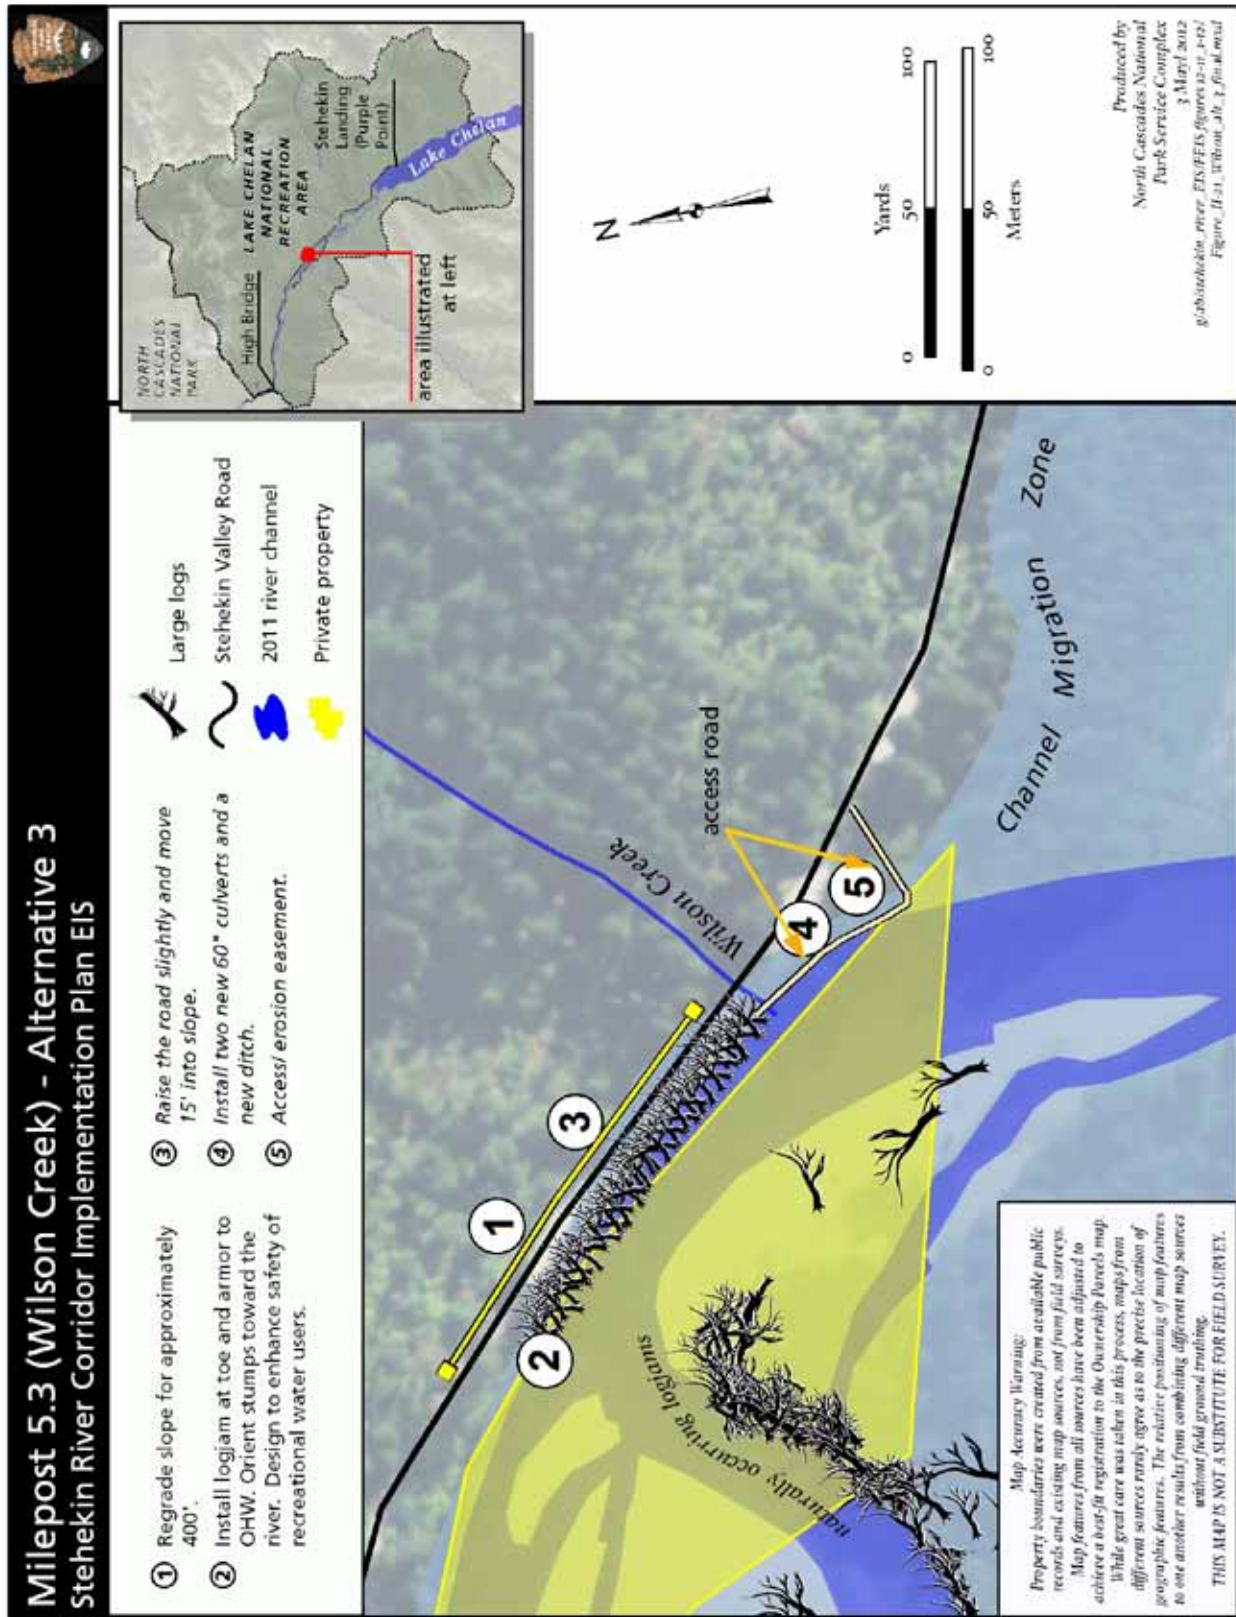 Milepost 5.3 (Wilson Creek) - Alternative 3
Stehekin River Corridor Implementation Plan EIS
① Regrade slope for approximately
400'.
② Install logjam at toe and armor to
OHW. Orient stumps toward the
river. Design to enhance safety of
recreational water users.
③ Raise the road slightly and move
15' into slope.
④ Install two new 60" culverts and a
new ditch.
⑤ Access/ erosion easement.
Large logs
Stehekin Valley Road
2011 river channel
Private property
NORTH
CASCADES
NATIONAL
PARK
High Bridge
LAKE CHELAN
NATIONAL
RECREATION
AREA
Stehekin
Landing
(Purple
Point)
Lake Chelan
area illustrated
at left
1
3
2
4
5
Wilson Creek
access road
naturally occurring logjams
Channel Migration Zone
N
Yards
0 50 100
0 50 100
Meters
Map Accuracy Warning:
Property boundaries were created from available public
records and existing map sources, not from field surveys.
Map features from all sources have been adjusted to
achieve a best-fit registration to the Ownership Parcels map.
While great care was taken in this process, maps from
different sources rarely agree as to the precise location of
geographic features. The relative positioning of map features
to one another results from combining different map sources
without field ground truthing.
THIS MAP IS NOT A SUBSTITUTE FOR FIELD SURVEY.
Produced by
North Cascades National
Park Service Complex
3 Mayl 2012